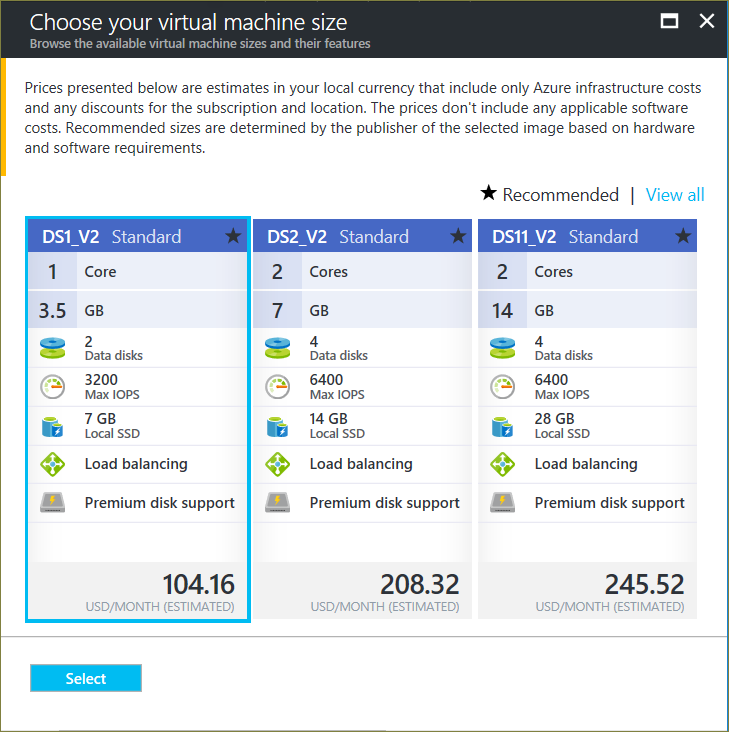 Choose your virtual machine size
Browse the available virtual machine sizes and their features
Prices presented below are estimates in your local currency that include only Azure infrastructure costs
and any discounts for the subscription and location. The prices don't include any applicable software
costs. Recommended sizes are determined by the publisher of the selected image based on hardware
and software requirements.
★ Recommended | View all
DS1_V2 Standard ★
1 Core
3.5 GB
2
Data disks
3200
Max IOPS
7 GB
Local SSD
Load balancing
Premium disk support
104.16
USD/MONTH (ESTIMATED)
DS2_V2 Standard ★
2 Cores
7 GB
4
Data disks
6400
Max IOPS
14 GB
Local SSD
Load balancing
Premium disk support
208.32
USD/MONTH (ESTIMATED)
DS11_V2 Standard ★
2 Cores
14 GB
4
Data disks
6400
Max IOPS
28 GB
Local SSD
Load balancing
Premium disk support
245.52
USD/MONTH (ESTIMATED)
Select